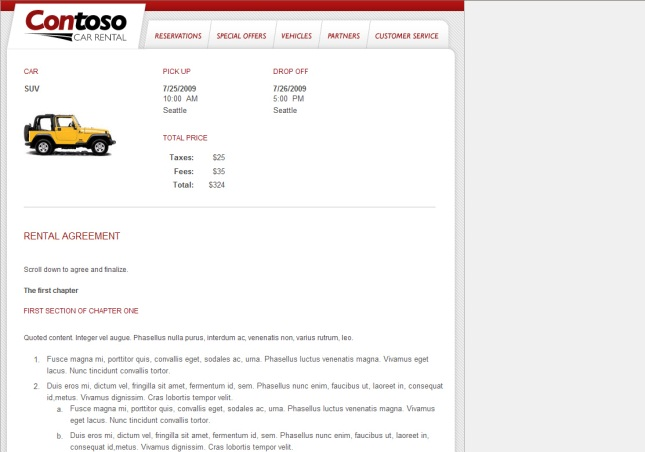 Contoso
CAR RENTAL
RESERVATIONS SPECIAL OFFERS VEHICLES PARTNERS CUSTOMER SERVICE
CAR PICK UP DROP OFF
SUV 7/25/2009 7/26/2009
10:00 AM 5:00 PM
Seattle Seattle
TOTAL PRICE
Taxes: $25
Fees: $35
Total: $324
RENTAL AGREEMENT
Scroll down to agree and finalize.
The first chapter
FIRST SECTION OF CHAPTER ONE
Quoted content. Integer vel augue. Phasellus nulla purus, interdum ac, venenatis non, varius rutrum, leo.
1. Fusce magna mi, porttitor quis, convallis eget, sodales ac, urna. Phasellus luctus venenatis magna. Vivamus eget
lacus. Nunc tincidunt convallis tortor.
2. Duis eros mi, dictum vel, fringilla sit amet, fermentum id, sem. Phasellus nunc enim, faucibus ut, laoreet in, consequat
id,metus. Vivamus dignissim. Cras lobortis tempor velit.
a. Fusce magna mi, porttitor quis, convallis eget, sodales ac, urna. Phasellus luctus venenatis magna. Vivamus
eget lacus. Nunc tincidunt convallis tortor.
b. Duis eros mi, dictum vel, fringilla sit amet, fermentum id, sem. Phasellus nunc enim, faucibus ut, laoreet in,
consequat id,metus. Vivamus dignissim. Cras lobortis tempor velit.